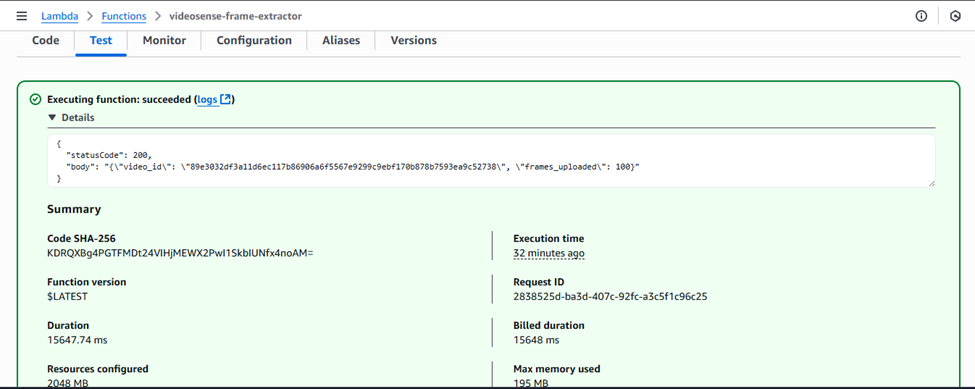 Lambda > Functions > videosense-frame-extractor
Code Test Monitor Configuration Aliases Versions
Executing function: succeeded (logs)
Details
{
"statusCode": 200,
"body": "{\"video_id\": \"89e3032df3a11d6ec117b86906a6f5567e9299c9ebf170b878b7593ea9c52738\", \"frames_uploaded\": 100}"
}
Summary
Code SHA-256
KDRQXBg4PGTFMDt24VIHjMEWX2PwI1SkbIUNfx4noAM=
Execution time
32 minutes ago
Function version
$LATEST
Request ID
2838525d-ba3d-407c-92fc-a3c5f1c96c25
Duration
15647.74 ms
Billed duration
15648 ms
Resources configured
2048 MB
Max memory used
195 MB